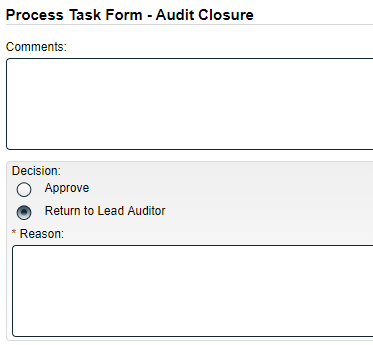 Process Task Form - Audit Closure
Comments:
Decision:
Approve
Return to Lead Auditor
* Reason: